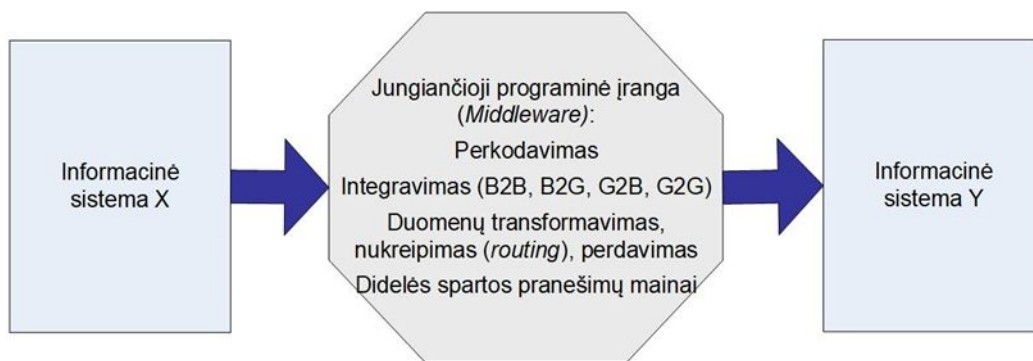 Informacinė
sistema X
Jungiančioji programinė įranga
(Middleware):
Perkodavimas
Integravimas (B2B, B2G, G2B, G2G)
Duomenų transformavimas,
nukreipimas (routing), perdavimas
Didelės spartos pranešimų mainai
Informacinė
sistema Y